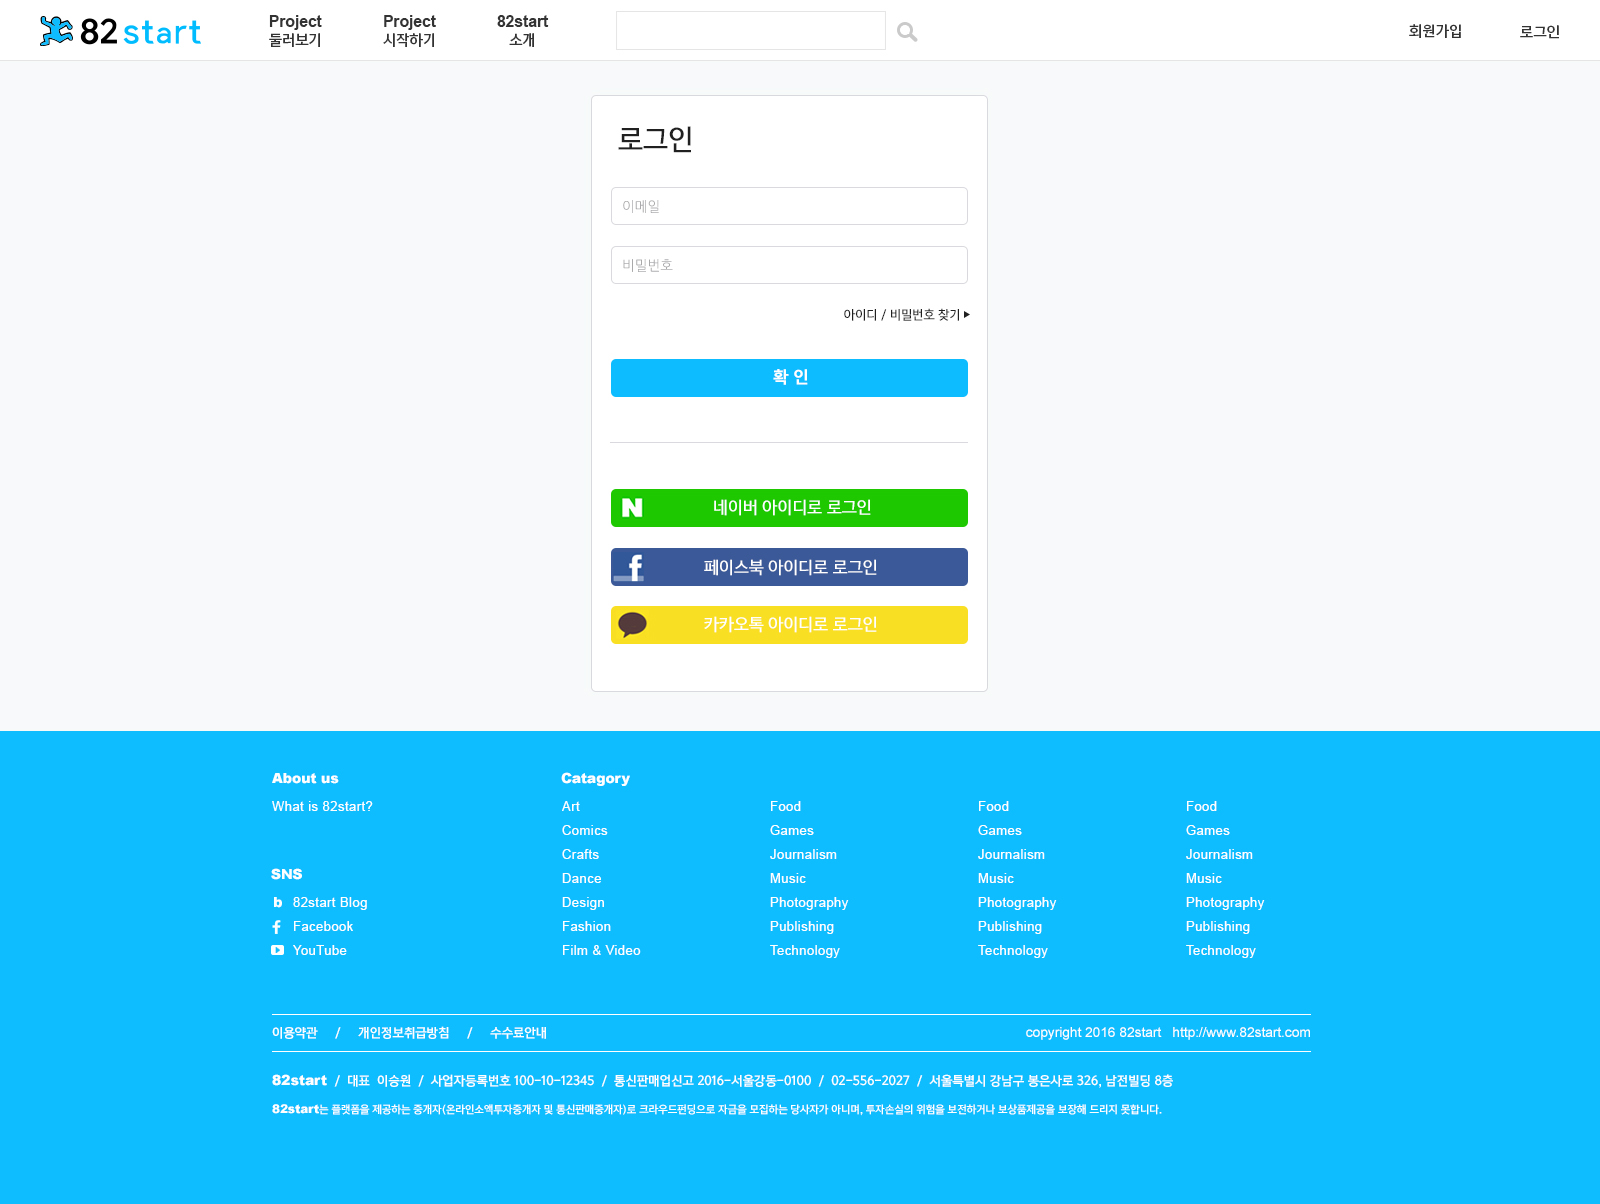 82start
Project
둘러보기
Project
시작하기
82start
소개
회원가입
로그인
로그인
이메일
비밀번호
아이디 / 비밀번호 찾기
확 인
N 네이버 아이디로 로그인
f 페이스북 아이디로 로그인
카카오톡 아이디로 로그인
About us
What is 82start?
SNS
b 82start Blog
f Facebook
YouTube
Catagory
Art
Comics
Crafts
Dance
Design
Fashion
Film & Video
Food
Games
Journalism
Music
Photography
Publishing
Technology
Food
Games
Journalism
Music
Photography
Publishing
Technology
Food
Games
Journalism
Music
Photography
Publishing
Technology
이용약관 / 개인정보취급방침 / 수수료안내
copyright 2016 82start http://www.82start.com
82start / 대표 이승원 / 사업자등록번호 100-10-12345 / 통신판매업신고 2016-서울강동-0100 / 02-556-2027 / 서울특별시 강남구 봉은사로 326, 남전빌딩 8층
82start는 플랫폼을 제공하는 중개자(온라인소액투자중개자 및 통신판매중개자)로 크라우드펀딩으로 자금을 모집하는 당사자가 아니며, 투자손실의 위험을 보전하거나 보상품제공을 보장해 드리지 못합니다.